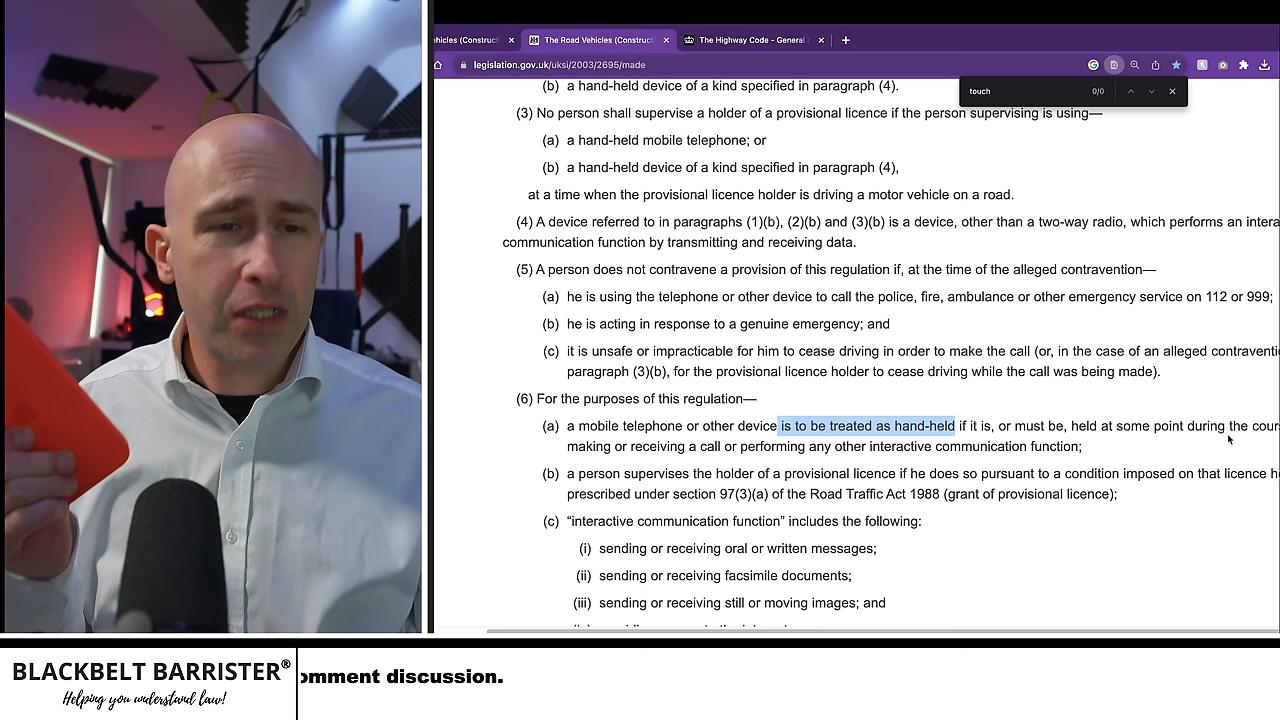 hicles (Construct
The Road Vehicles (Construct
The Highway Code - General
legislation.gov.uk/uksi/2003/2695/made
touch
0/0
(b) a hand-held device of a kind specified in paragraph (4).
(3) No person shall supervise a holder of a provisional licence if the person supervising is using—
(a) a hand-held mobile telephone; or
(b) a hand-held device of a kind specified in paragraph (4),
at a time when the provisional licence holder is driving a motor vehicle on a road.
(4) A device referred to in paragraphs (1)(b), (2)(b) and (3)(b) is a device, other than a two-way radio, which performs an intera
communication function by transmitting and receiving data.
(5) A person does not contravene a provision of this regulation if, at the time of the alleged contravention—
(a) he is using the telephone or other device to call the police, fire, ambulance or other emergency service on 112 or 999;
(b) he is acting in response to a genuine emergency; and
(c) it is unsafe or impracticable for him to cease driving in order to make the call (or, in the case of an alleged contraventi
paragraph (3)(b), for the provisional licence holder to cease driving while the call was being made).
(6) For the purposes of this regulation—
(a) a mobile telephone or other device is to be treated as hand-held if it is, or must be, held at some point during the cour
making or receiving a call or performing any other interactive communication function;
(b) a person supervises the holder of a provisional licence if he does so pursuant to a condition imposed on that licence h
prescribed under section 97(3)(a) of the Road Traffic Act 1988 (grant of provisional licence);
(c) “interactive communication function” includes the following:
(i) sending or receiving oral or written messages;
(ii) sending or receiving facsimile documents;
(iii) sending or receiving still or moving images; and
BLACKBELT BARRISTER®
Helping you understand law!
omment discussion.